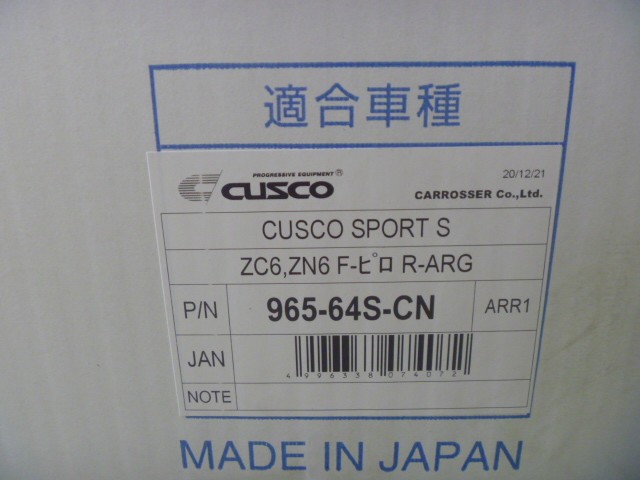 適合車種
PROGRESSIVE EQUIPMENT
CUSCO®
20/12/21
CARROSSER Co.,Ltd.
CUSCO SPORT S
ZC6,ZN6 F-ピロ R-ARG
P/N 965-64S-CN ARR1
JAN
4996338074072
NOTE
MADE IN JAPAN